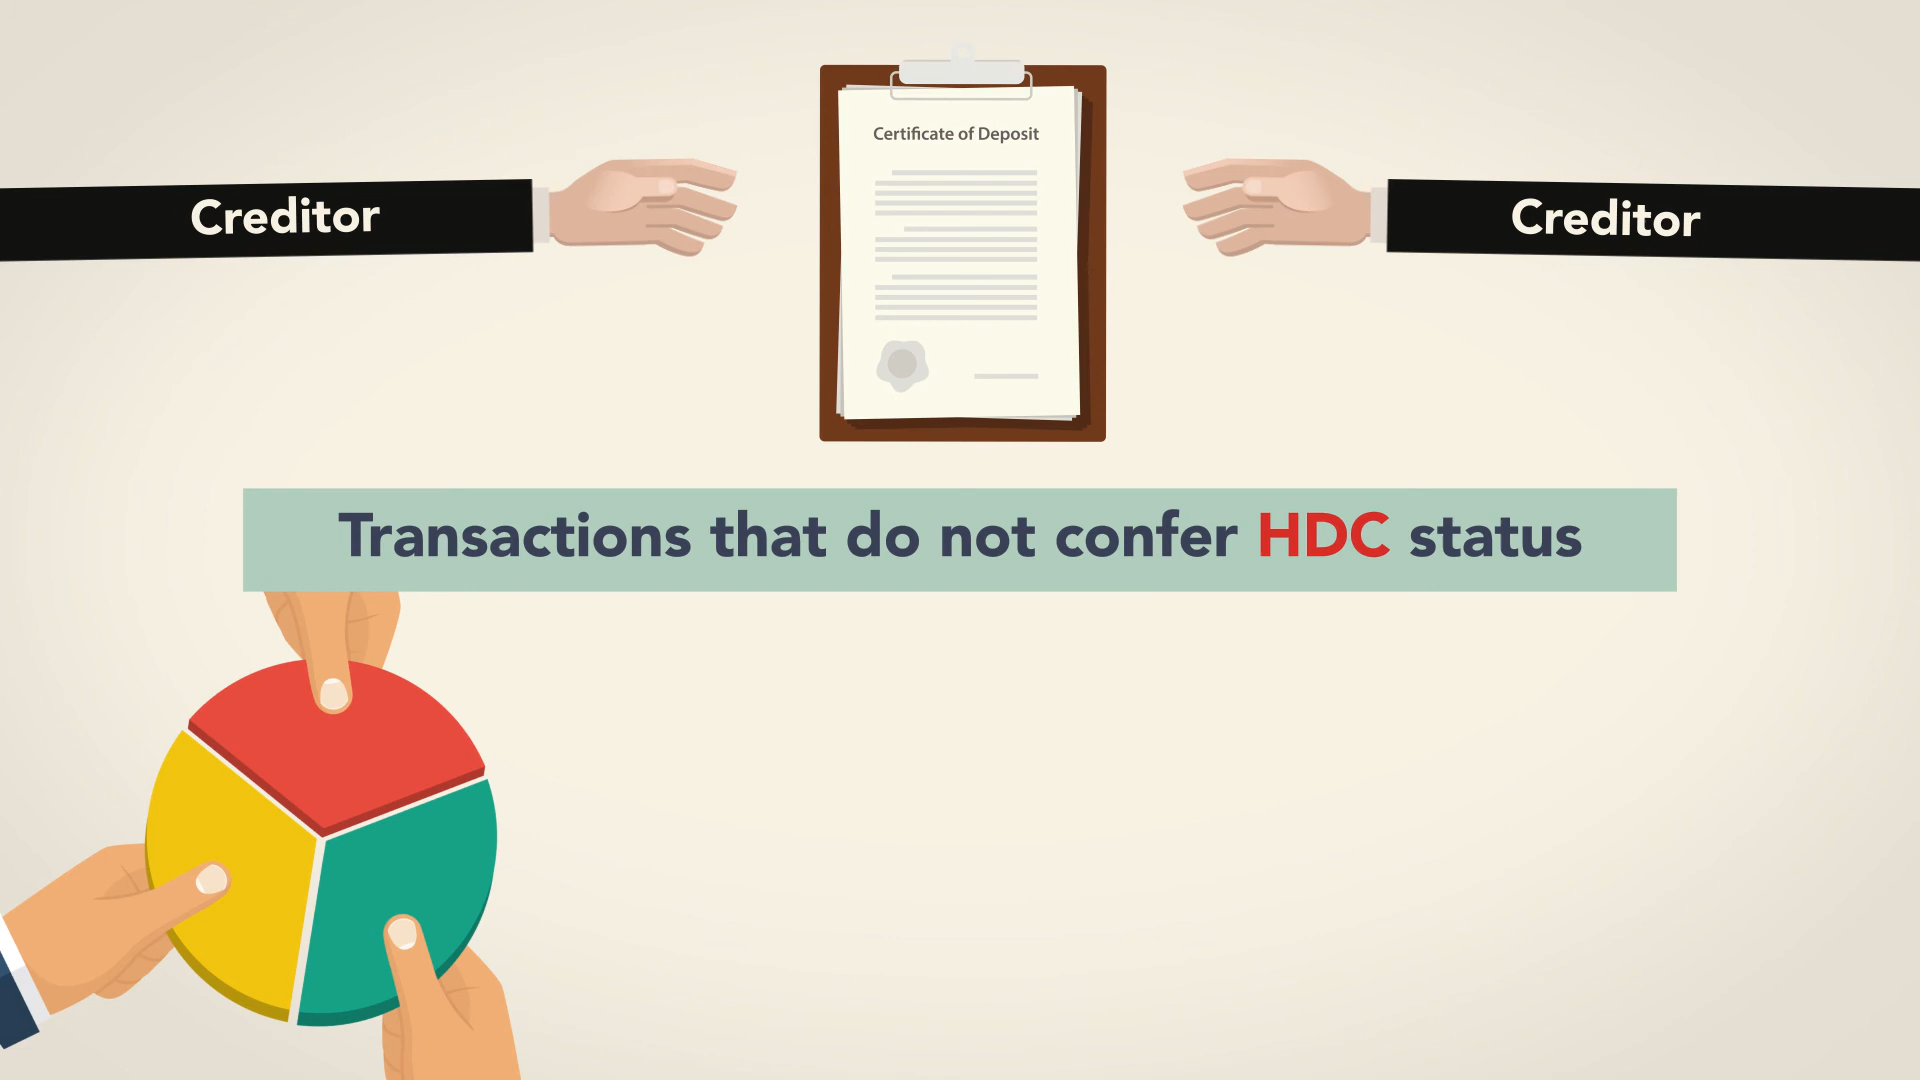 Certificate of Deposit
Creditor
Creditor
Transactions that do not confer HDC status